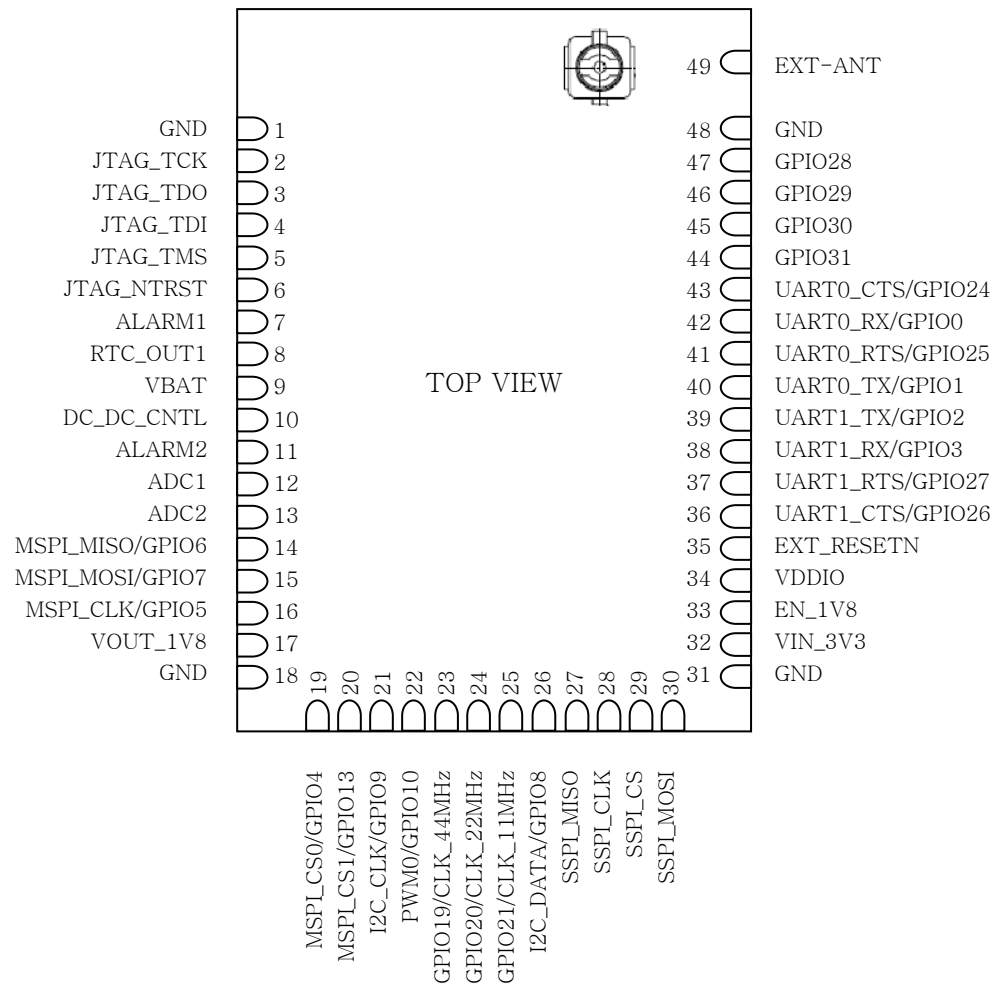 49 EXT-ANT
GND 1
JTAG_TCK 2
JTAG_TDO 3
JTAG_TDI 4
JTAG_TMS 5
JTAG_NTRST 6
ALARM1 7
RTC_OUT1 8
VBAT 9
DC_DC_CNTL 10
ALARM2 11
ADC1 12
ADC2 13
MSPI_MISO/GPIO6 14
MSPI_MOSI/GPIO7 15
MSPI_CLK/GPIO5 16
VOUT_1V8 17
GND 18
TOP VIEW
48 GND
47 GPIO28
46 GPIO29
45 GPIO30
44 GPIO31
43 UART0_CTS/GPIO24
42 UART0_RX/GPIO0
41 UART0_RTS/GPIO25
40 UART0_TX/GPIO1
39 UART1_TX/GPIO2
38 UART1_RX/GPIO3
37 UART1_RTS/GPIO27
36 UART1_CTS/GPIO26
35 EXT_RESETN
34 VDDIO
33 EN_1V8
32 VIN_3V3
31 GND
19 MSPI_CS0/GPIO4
20 MSPI_CS1/GPIO13
21 I2C_CLK/GPIO9
22 PWM0/GPIO10
23 GPIO19/CLK_44MHz
24 GPIO20/CLK_22MHz
25 GPIO21/CLK_11MHz
26 I2C_DATA/GPIO8
27 SSPI_MISO
28 SSPI_CLK
29 SSPI_CS
30 SSPI_MOSI